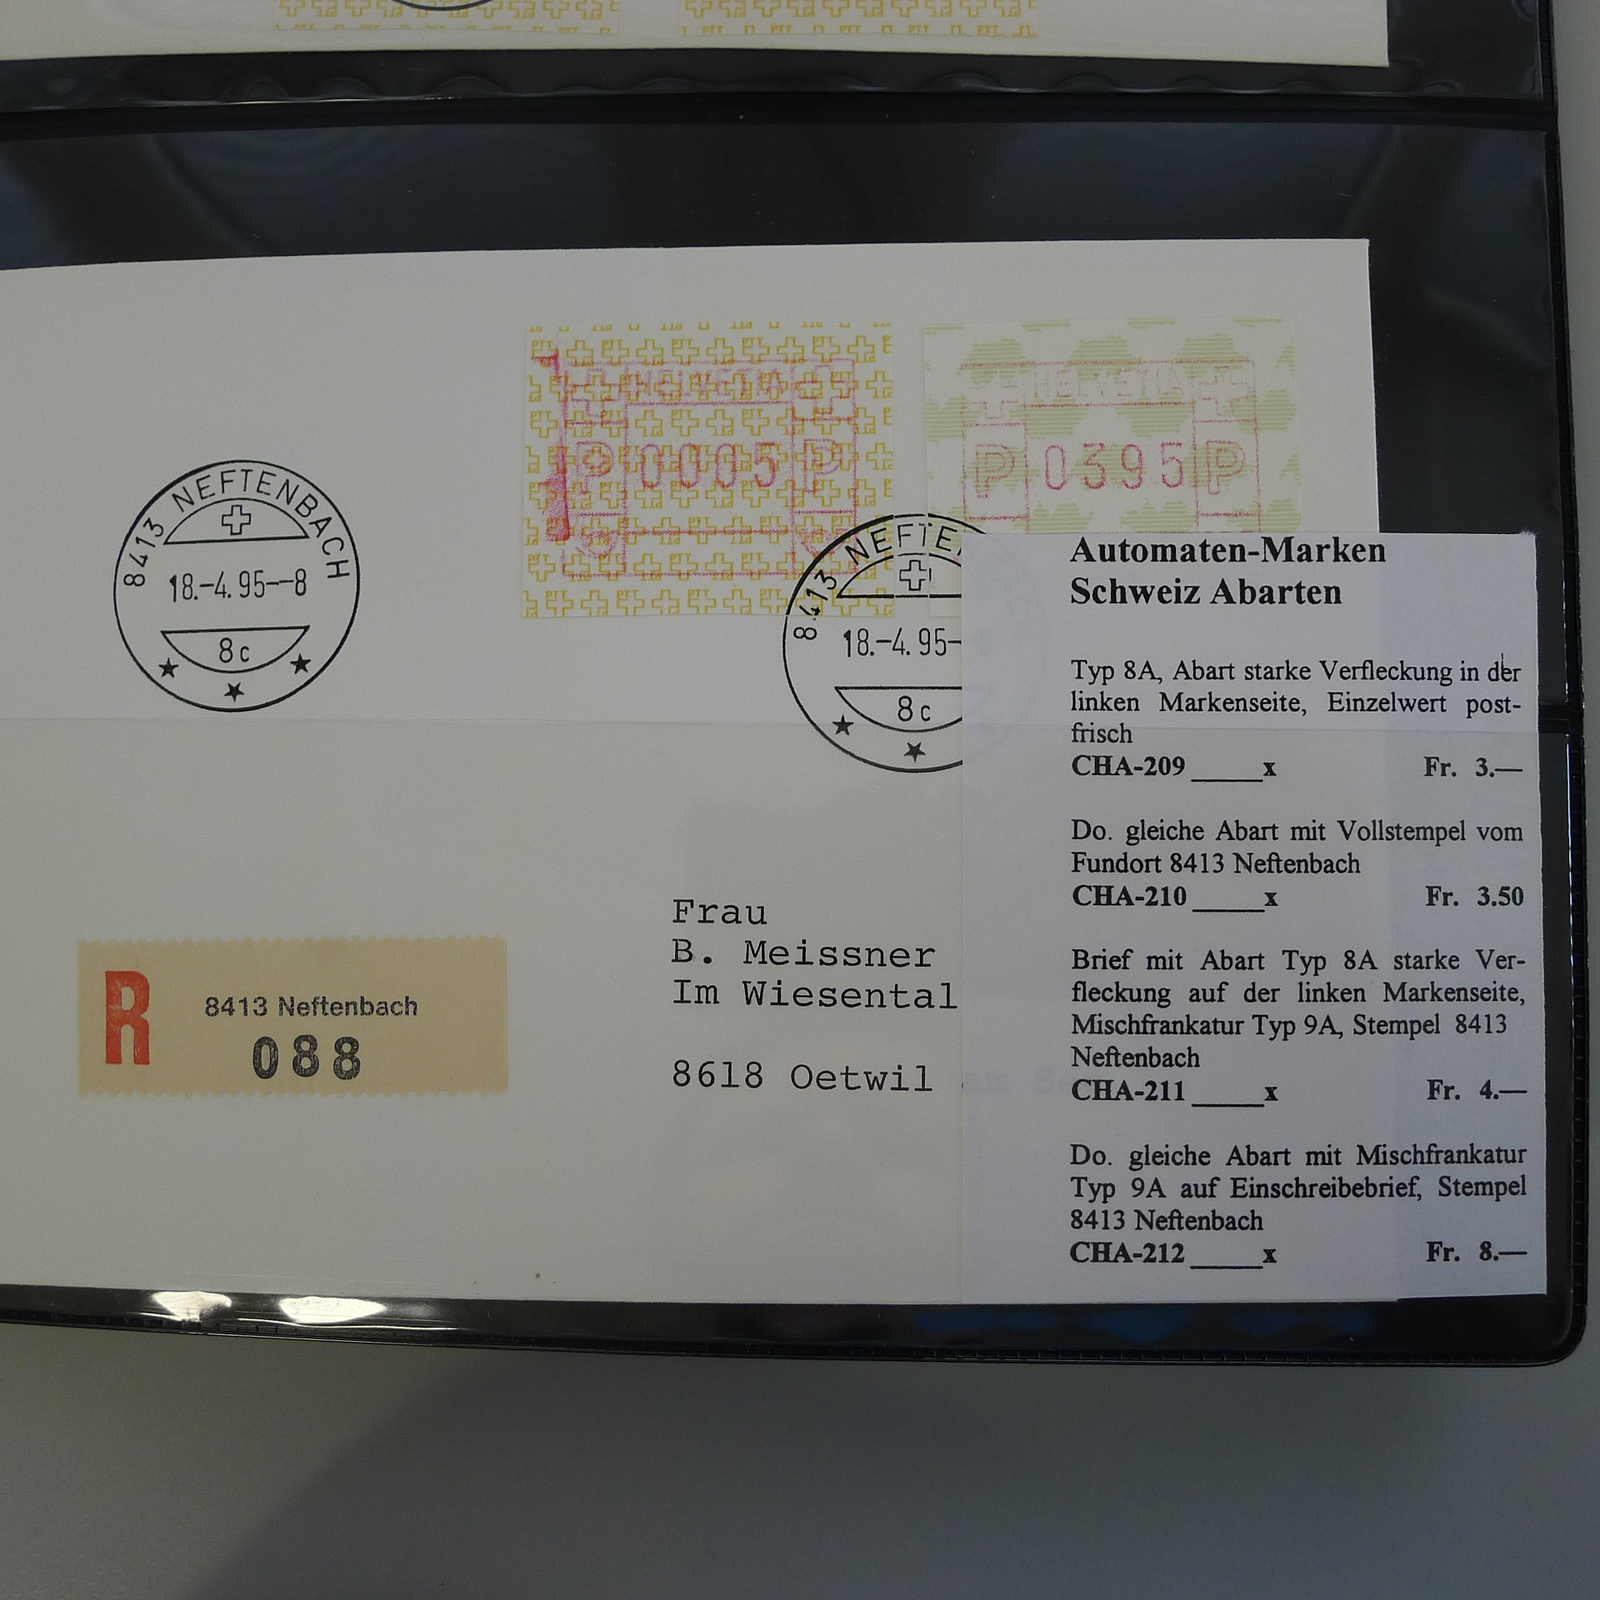 HELVETIA
P 0005 P
HELVETIA
P 0395 P
8413 NEFTENBACH
18.-4.95--8
8c
8413 NEFTE
18.-4.95-
8c
R
8413 Neftenbach
088
Frau
B. Meissner
Im Wiesental
8618 Oetwil
Automaten-Marken
Schweiz Abarten
Typ 8A, Abart starke Verfleckung in der
linken Markenseite, Einzelwert post-
frisch
CHA-209 _____x Fr. 3.—
Do. gleiche Abart mit Vollstempel vom
Fundort 8413 Neftenbach
CHA-210 _____x Fr. 3.50
Brief mit Abart Typ 8A starke Ver-
fleckung auf der linken Markenseite,
Mischfrankatur Typ 9A, Stempel 8413
Neftenbach
CHA-211 _____x Fr. 4.—
Do. gleiche Abart mit Mischfrankatur
Typ 9A auf Einschreibebrief, Stempel
8413 Neftenbach
CHA-212 _____x Fr. 8.—